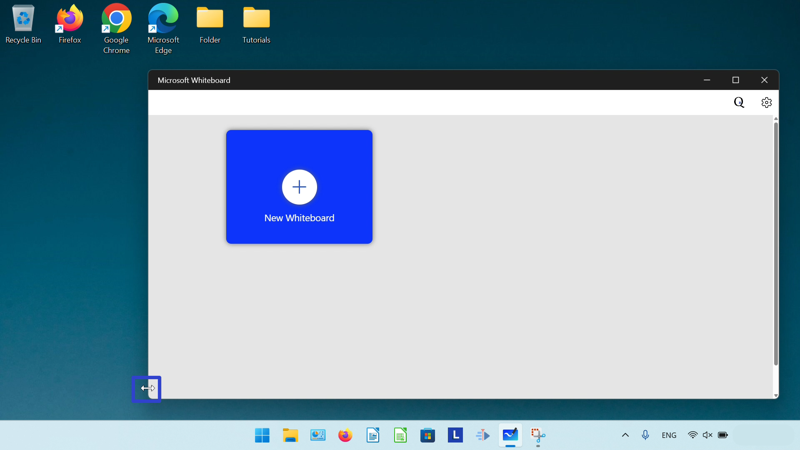 Recycle Bin
Firefox
Google
Chrome
Microsoft
Edge
Folder
Tutorials
Microsoft Whiteboard
New Whiteboard
ENG